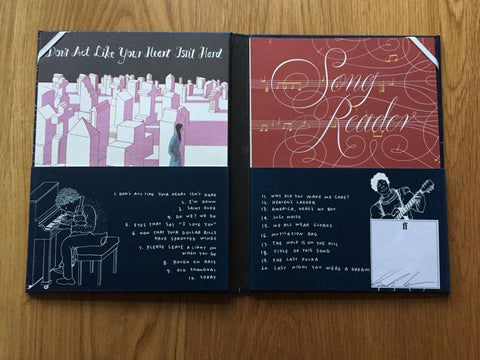 Don't Act Like Your Heart Isn't Hard
1. DON'T ACT LIKE YOUR HEART ISN'T HARD
2. I'M DOWN
3. SAINT DUDE
4. DO WE? WE DO
5. EYES THAT SAY "I LOVE YOU"
6. NOW THAT YOUR DOLLAR BILLS
HAVE SPROUTED WINGS
7. PLEASE LEAVE A LIGHT ON
WHEN YOU GO
8. ROUGH ON RATS
9. OLD SHANGHAI
10. SORRY
Song
Reader
11. WHY DID YOU MAKE ME CARE?
12. HEAVEN'S LADDER
13. AMERICA, HERE'S MY BOY
14. JUST NOISE
15. WE ALL WEAR CLOAKS
16. MUTILATION RAG
17. THE WOLF IS ON THE HILL
18. TITLE OF THIS SONG
19. THE LAST POLKA
20. LAST NIGHT YOU WERE A DREAM